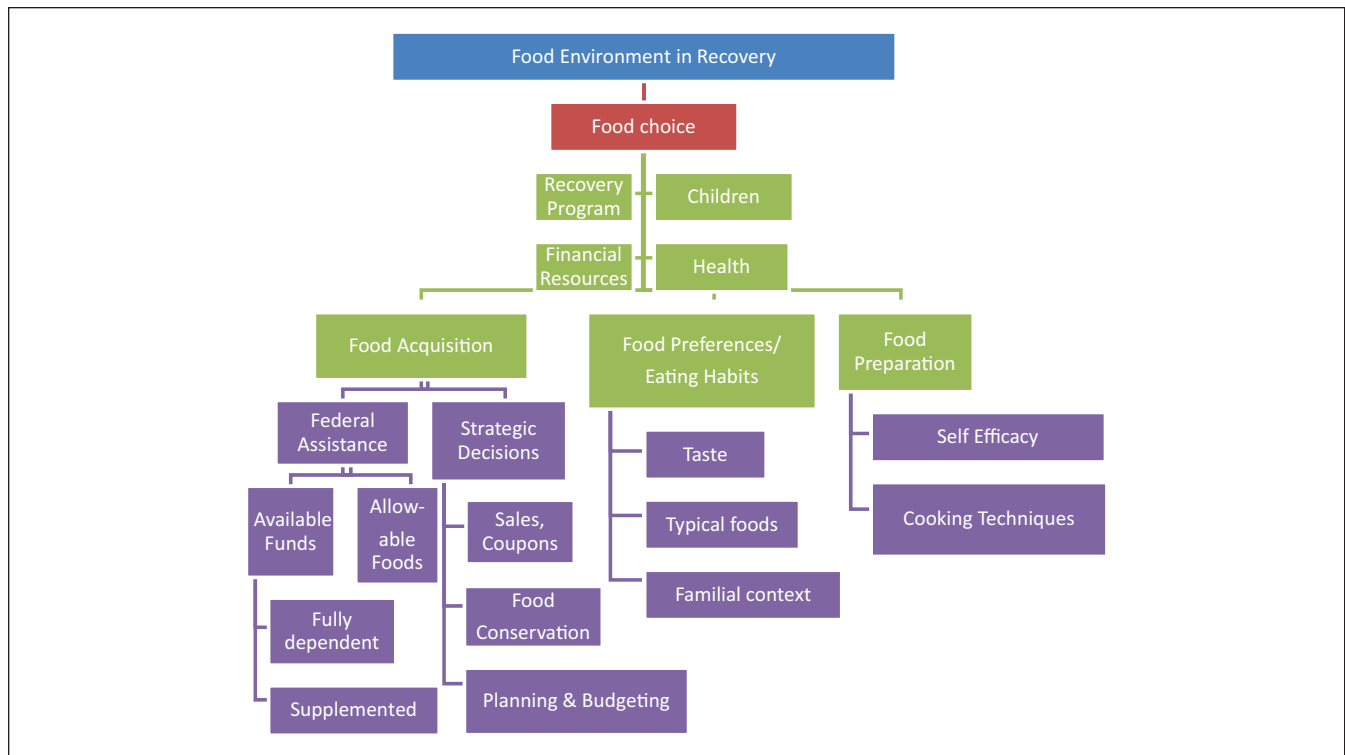 Food Environment in Recovery
Food choice
Recovery
Program
Children
Financial
Resources
Health
Food Acquisition
Food Preferences/
Eating Habits
Food
Preparation
Federal
Assistance
Strategic
Decisions
Available
Funds
Allow-
able
Foods
Sales,
Coupons
Fully
dependent
Food
Conservation
Supplemented
Planning & Budgeting
Taste
Typical foods
Familial context
Self Efficacy
Cooking Techniques